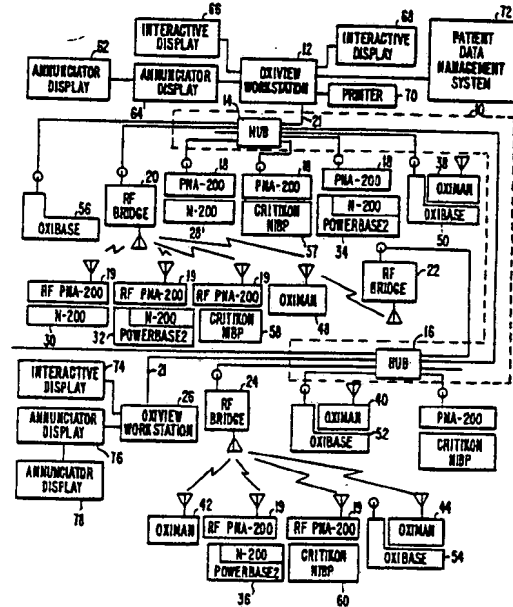 66
INTERACTIVE
DISPLAY
12
68
INTERACTIVE
DISPLAY
72
PATIENT
DATA
MANAGEMENT
SYSTEM
62
ANNUNCIATOR
DISPLAY
ANNUNCIATOR
DISPLAY
64
OXIVIEW
WORKSTATION
PRINTER
70
10
14
21
HUB
20
RF
BRIDGE
18
PNA-200
N-200
28'
18
PNA-200
CRITIKON
NIBP
57
18
PNA-200
N-200
POWERBASE2
34
38
OXIMAN
OXIBASE
50
OXIBASE
56
19
RF PNA-200
N-200
30
19
RF PNA-200
N-200
POWERBASE2
32
19
RF PNA-200
CRITIKON
NIBP
58
OXIMAN
48
RF
BRIDGE
22
16
HUB
74
INTERACTIVE
DISPLAY
21
26
OXIVIEW
WORKSTATION
ANNUNCIATOR
DISPLAY
76
ANNUNCIATOR
DISPLAY
78
24
RF
BRIDGE
40
OXIMAN
52
OXIBASE
PNA-200
CRITIKON
NIBP
42
OXIMAN
19
RF PNA-200
N-200
POWERBASE2
36
19
RF PNA-200
CRITIKON
NIBP
60
44
OXIMAN
OXIBASE
54